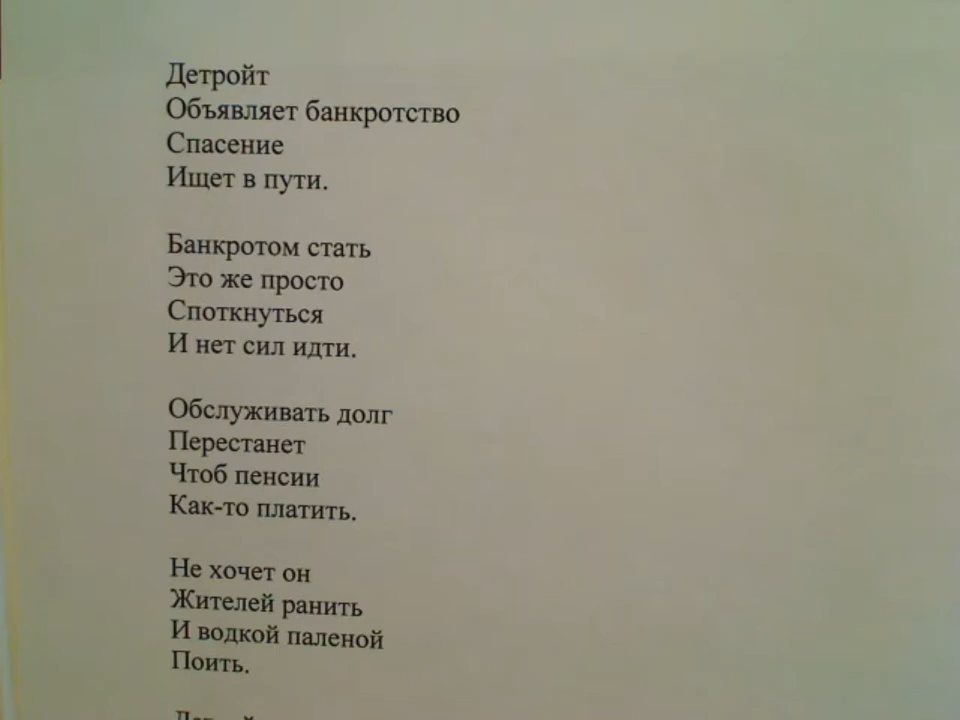 Детройт
Объявляет банкротство
Спасение
Ищет в пути.
Банкротом стать
Это же просто
Споткнуться
И нет сил идти.
Обслуживать долг
Перестанет
Чтоб пенсии
Как-то платить.
Не хочет он
Жителей ранить
И водкой паленой
Поить.